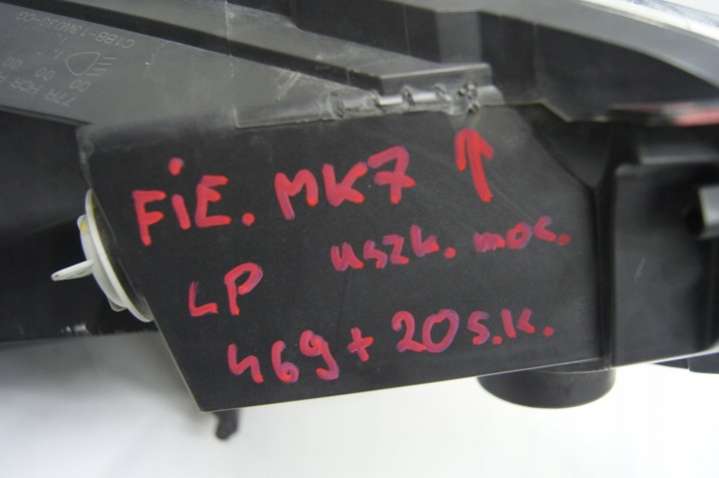 FiE. MK7
LP uszk. moc.
469 + 20 s.k.